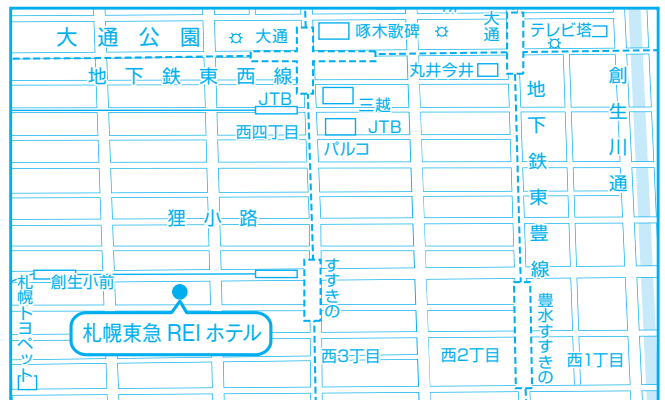 大通公園
大通
啄木歌碑
大通
テレビ塔
地下鉄東西線
丸井今井
創生川通
JTB
三越
西四丁目
JTB
パルコ
地下鉄東豊線
狸小路
すすきの
創生小前
札幌トヨペット
札幌東急 REI ホテル
豊水すすきの
西3丁目
西2丁目
西1丁目